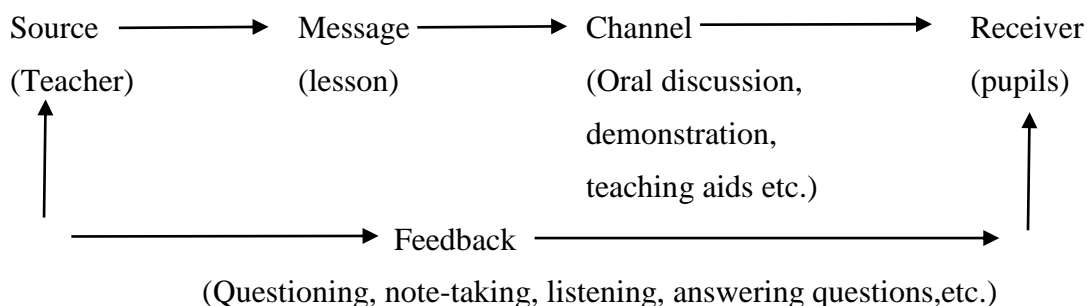 Source Message Channel Receiver
(Teacher) (lesson) (Oral discussion, (pupils)
demonstration,
teaching aids etc.)
Feedback
(Questioning, note-taking, listening, answering questions,etc.)